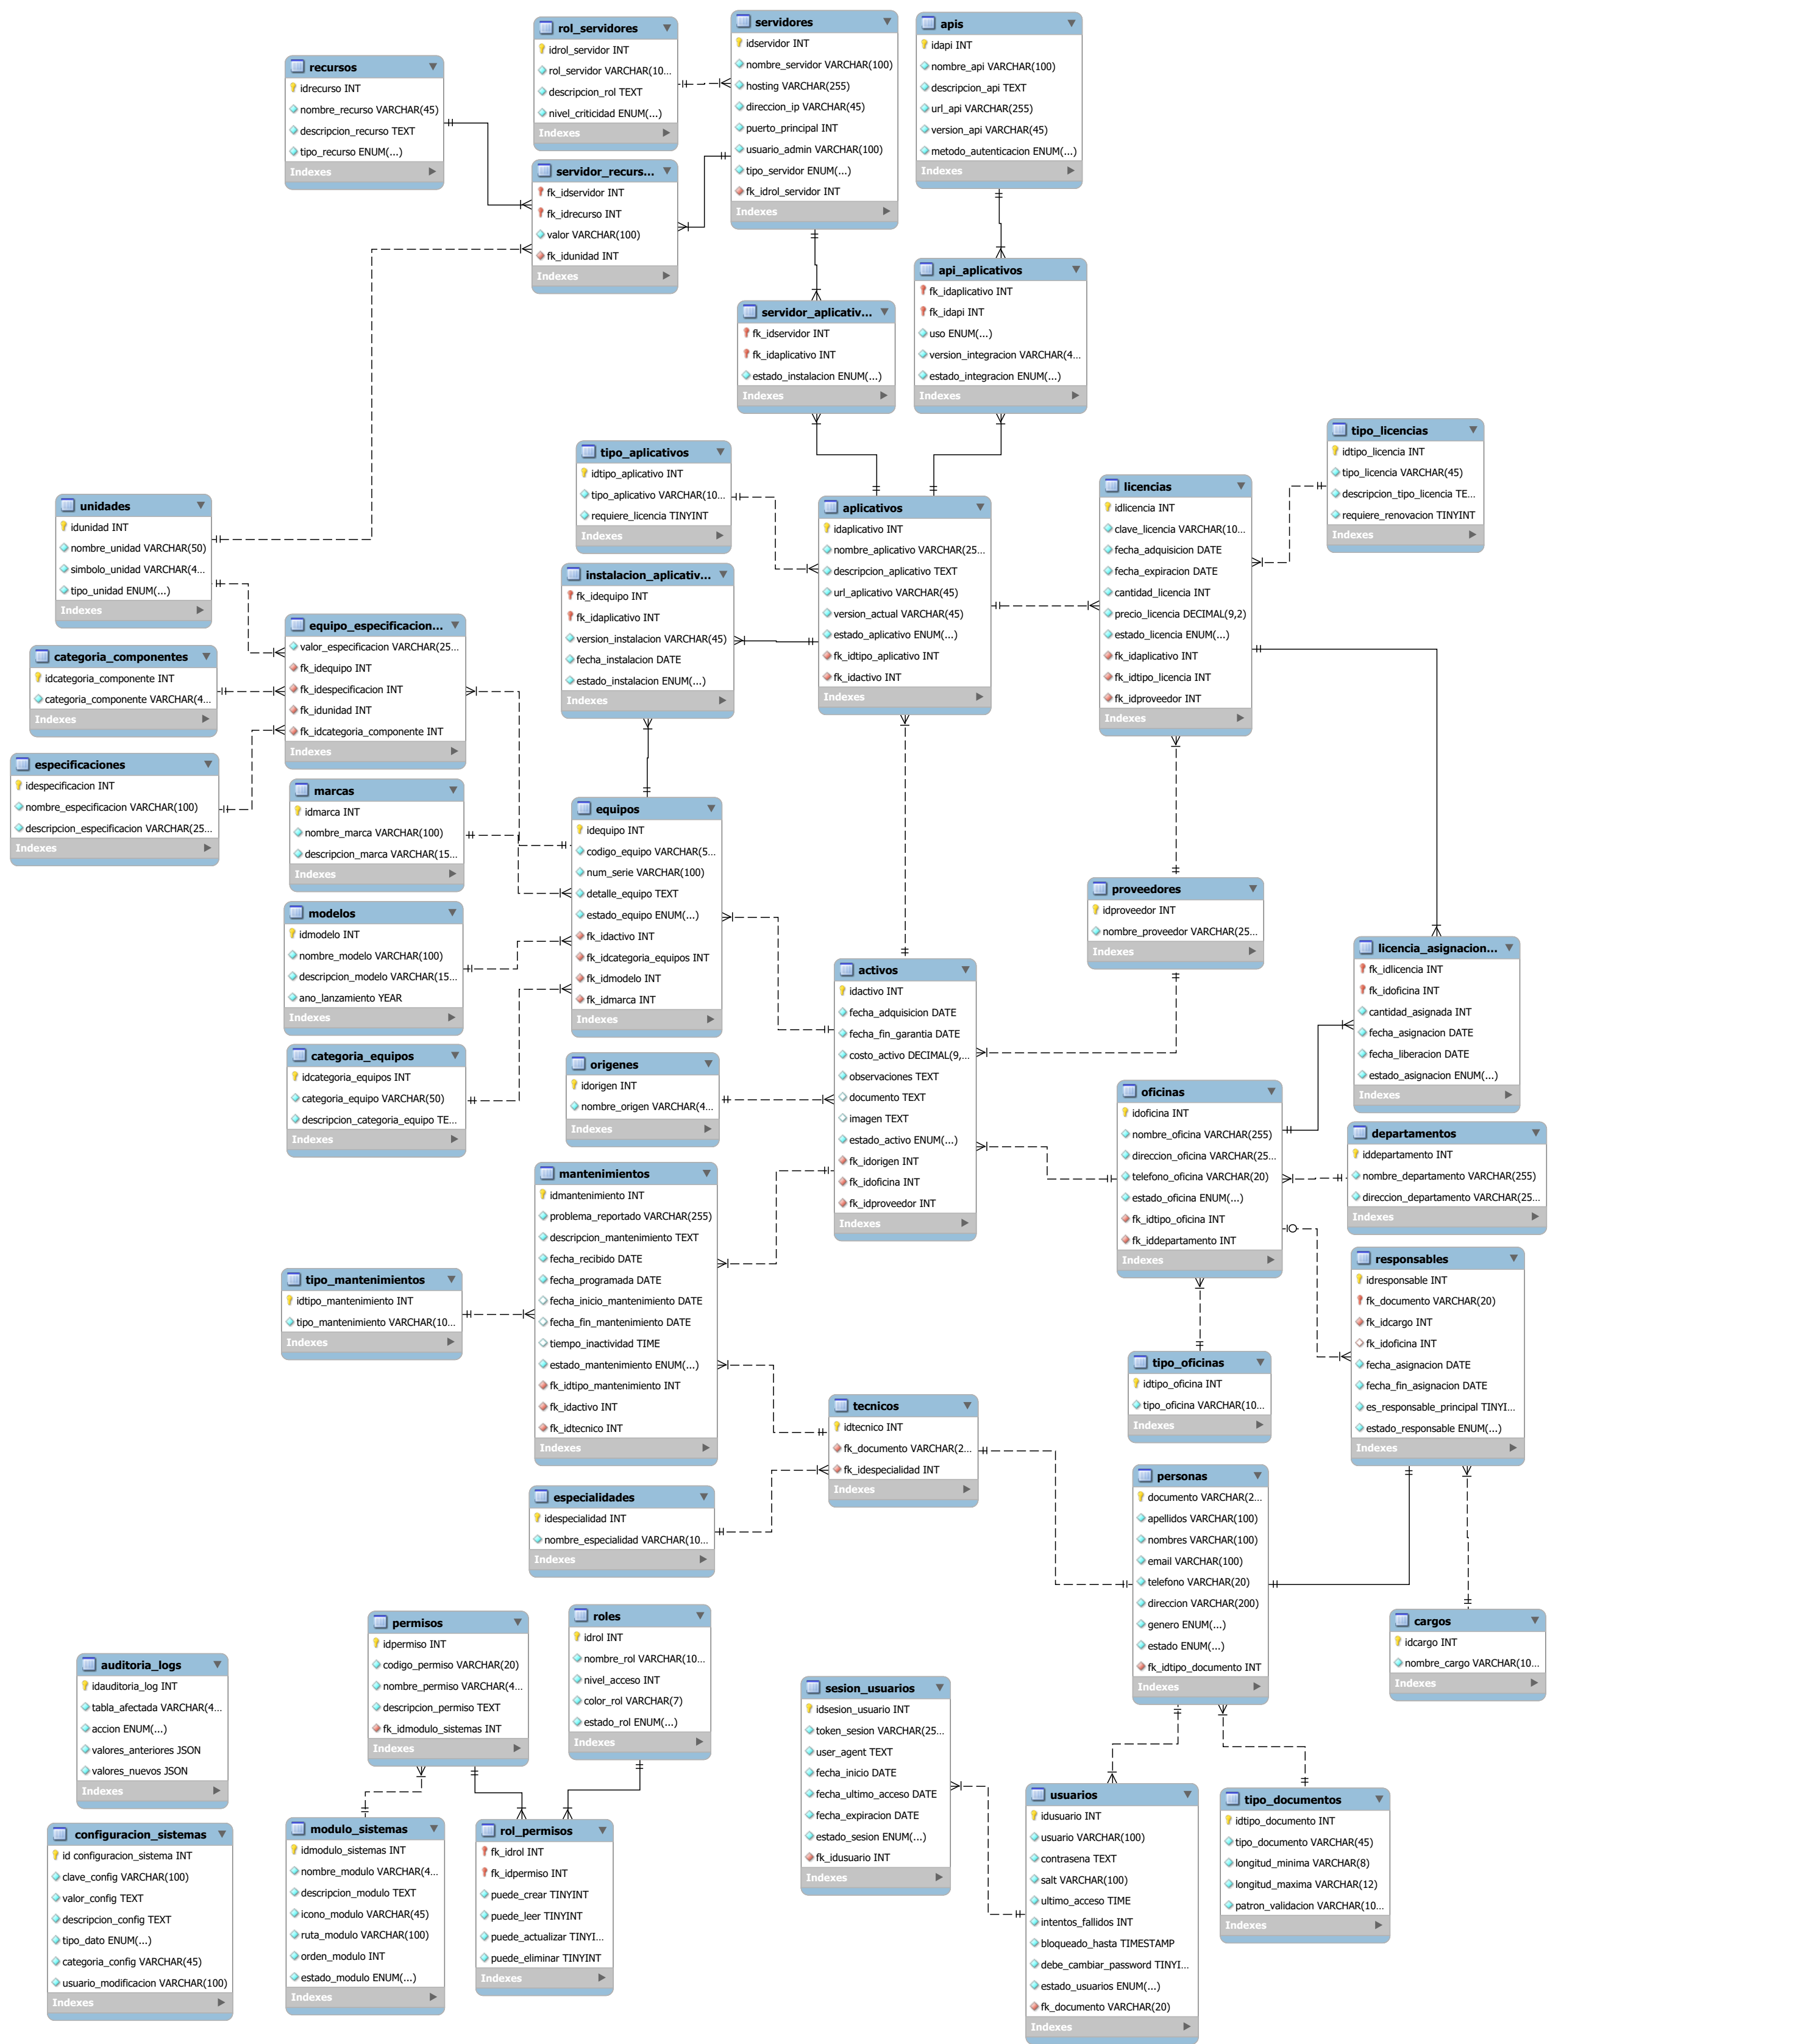 rol_servidores
idrol_servidor INT
rol_servidor VARCHAR(10...
descripcion_rol TEXT
nivel_criticidad ENUM(...)
Indexes
servidores
idservidor INT
nombre_servidor VARCHAR(100)
hosting VARCHAR(255)
direccion_ip VARCHAR(45)
puerto_principal INT
usuario_admin VARCHAR(100)
tipo_servidor ENUM(...)
fk_idrol_servidor INT
Indexes
apis
idapi INT
nombre_api VARCHAR(100)
descripcion_api TEXT
url_api VARCHAR(255)
version_api VARCHAR(45)
metodo_autenticacion ENUM(...)
Indexes
recursos
idrecurso INT
nombre_recurso VARCHAR(45)
descripcion_recurso TEXT
tipo_recurso ENUM(...)
Indexes
servidor_recurs...
fk_idservidor INT
fk_idrecurso INT
valor VARCHAR(100)
fk_idunidad INT
Indexes
api_aplicativos
fk_idaplicativo INT
fk_idapi INT
uso ENUM(...)
version_integracion VARCHAR(4...
estado_integracion ENUM(...)
Indexes
servidor_aplicativ...
fk_idservidor INT
fk_idaplicativo INT
estado_instalacion ENUM(...)
Indexes
tipo_licencias
idtipo_licencia INT
tipo_licencia VARCHAR(45)
descripcion_tipo_licencia TE...
requiere_renovacion TINYINT
Indexes
tipo_aplicativos
idtipo_aplicativo INT
tipo_aplicativo VARCHAR(10...
requiere_licencia TINYINT
Indexes
licencias
idlicencia INT
clave_licencia VARCHAR(10...
fecha_adquisicion DATE
fecha_expiracion DATE
cantidad_licencia INT
precio_licencia DECIMAL(9,2)
estado_licencia ENUM(...)
fk_idaplicativo INT
fk_idtipo_licencia INT
fk_idproveedor INT
Indexes
unidades
idunidad INT
nombre_unidad VARCHAR(50)
simbolo_unidad VARCHAR(4...
tipo_unidad ENUM(...)
Indexes
aplicativos
idaplicativo INT
nombre_aplicativo VARCHAR(25...
descripcion_aplicativo TEXT
url_aplicativo VARCHAR(45)
version_actual VARCHAR(45)
estado_aplicativo ENUM(...)
fk_idtipo_aplicativo INT
fk_idactivo INT
Indexes
instalacion_aplicativ...
fk_idequipo INT
fk_idaplicativo INT
version_instalacion VARCHAR(45)
fecha_instalacion DATE
estado_instalacion ENUM(...)
Indexes
equipo_especificacion...
valor_especificacion VARCHAR(25...
fk_idequipo INT
fk_idespecificacion INT
fk_idunidad INT
fk_idcategoria_componente INT
Indexes
categoria_componentes
idcategoria_componente INT
categoria_componente VARCHAR(4...
Indexes
especificaciones
idespecificacion INT
nombre_especificacion VARCHAR(100)
descripcion_especificacion VARCHAR(25...
Indexes
marcas
idmarca INT
nombre_marca VARCHAR(100)
descripcion_marca VARCHAR(15...
Indexes
equipos
idequipo INT
codigo_equipo VARCHAR(5...
num_serie VARCHAR(100)
detalle_equipo TEXT
estado_equipo ENUM(...)
fk_idactivo INT
fk_idcategoria_equipos INT
fk_idmodelo INT
fk_idmarca INT
Indexes
modelos
idmodelo INT
nombre_modelo VARCHAR(100)
descripcion_modelo VARCHAR(15...
ano_lanzamiento YEAR
Indexes
proveedores
idproveedor INT
nombre_proveedor VARCHAR(25...
Indexes
licencia_asignacion...
fk_idlicencia INT
fk_idoficina INT
cantidad_asignada INT
fecha_asignacion DATE
fecha_liberacion DATE
estado_asignacion ENUM(...)
Indexes
activos
idactivo INT
fecha_adquisicion DATE
fecha_fin_garantia DATE
costo_activo DECIMAL(9,...
observaciones TEXT
documento TEXT
imagen TEXT
estado_activo ENUM(...)
fk_idorigen INT
fk_idoficina INT
fk_idproveedor INT
Indexes
categoria_equipos
idcategoria_equipos INT
categoria_equipo VARCHAR(50)
descripcion_categoria_equipo TE...
Indexes
origenes
idorigen INT
nombre_origen VARCHAR(4...
Indexes
oficinas
idoficina INT
nombre_oficina VARCHAR(255)
direccion_oficina VARCHAR(25...
telefono_oficina VARCHAR(20)
estado_oficina ENUM(...)
fk_idtipo_oficina INT
fk_iddepartamento INT
Indexes
departamentos
iddepartamento INT
nombre_departamento VARCHAR(255)
direccion_departamento VARCHAR(25...
Indexes
mantenimientos
idmantenimiento INT
problema_reportado VARCHAR(255)
descripcion_mantenimiento TEXT
fecha_recibido DATE
fecha_programada DATE
fecha_inicio_mantenimiento DATE
fecha_fin_mantenimiento DATE
tiempo_inactividad TIME
estado_mantenimiento ENUM(...)
fk_idtipo_mantenimiento INT
fk_idactivo INT
fk_idtecnico INT
Indexes
responsables
idresponsable INT
fk_documento VARCHAR(20)
fk_idcargo INT
fk_idoficina INT
fecha_asignacion DATE
fecha_fin_asignacion DATE
es_responsable_principal TINYI...
estado_responsable ENUM(...)
Indexes
tipo_mantenimientos
idtipo_mantenimiento INT
tipo_mantenimiento VARCHAR(10...
Indexes
tipo_oficinas
idtipo_oficina INT
tipo_oficina VARCHAR(10...
Indexes
tecnicos
idtecnico INT
fk_documento VARCHAR(2...
fk_idespecialidad INT
Indexes
especialidades
idespecialidad INT
nombre_especialidad VARCHAR(10...
Indexes
personas
documento VARCHAR(2...
apellidos VARCHAR(100)
nombres VARCHAR(100)
email VARCHAR(100)
telefono VARCHAR(20)
direccion VARCHAR(200)
genero ENUM(...)
estado ENUM(...)
fk_idtipo_documento INT
Indexes
cargos
idcargo INT
nombre_cargo VARCHAR(10...
Indexes
permisos
idpermiso INT
codigo_permiso VARCHAR(20)
nombre_permiso VARCHAR(4...
descripcion_permiso TEXT
fk_idmodulo_sistemas INT
Indexes
roles
idrol INT
nombre_rol VARCHAR(10...
nivel_acceso INT
color_rol VARCHAR(7)
estado_rol ENUM(...)
Indexes
auditoria_logs
idauditoria_log INT
tabla_afectada VARCHAR(4...
accion ENUM(...)
valores_anteriores JSON
valores_nuevos JSON
Indexes
sesion_usuarios
idsesion_usuario INT
token_sesion VARCHAR(25...
user_agent TEXT
fecha_inicio DATE
fecha_ultimo_acceso DATE
fecha_expiracion DATE
estado_sesion ENUM(...)
fk_idusuario INT
Indexes
usuarios
idusuario INT
usuario VARCHAR(100)
contrasena TEXT
salt VARCHAR(100)
ultimo_acceso TIME
intentos_fallidos INT
bloqueado_hasta TIMESTAMP
debe_cambiar_password TINYI...
estado_usuarios ENUM(...)
fk_documento VARCHAR(20)
Indexes
tipo_documentos
idtipo_documento INT
tipo_documento VARCHAR(45)
longitud_minima VARCHAR(8)
longitud_maxima VARCHAR(12)
patron_validacion VARCHAR(10...
Indexes
configuracion_sistemas
id configuracion_sistema INT
clave_config VARCHAR(100)
valor_config TEXT
descripcion_config TEXT
tipo_dato ENUM(...)
categoria_config VARCHAR(45)
usuario_modificacion VARCHAR(100)
Indexes
modulo_sistemas
idmodulo_sistemas INT
nombre_modulo VARCHAR(4...
descripcion_modulo TEXT
icono_modulo VARCHAR(45)
ruta_modulo VARCHAR(100)
orden_modulo INT
estado_modulo ENUM(...)
Indexes
rol_permisos
fk_idrol INT
fk_idpermiso INT
puede_crear TINYINT
puede_leer TINYINT
puede_actualizar TINYI...
puede_eliminar TINYINT
Indexes